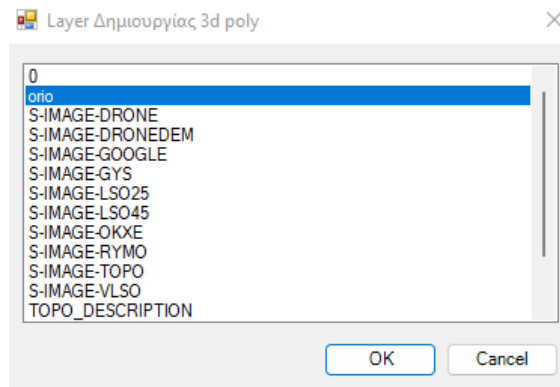 Layer Δημιουργίας 3d poly
0
orio
S-IMAGE-DRONE
S-IMAGE-DRONEDEM
S-IMAGE-GOOGLE
S-IMAGE-GYS
S-IMAGE-LSO25
S-IMAGE-LSO45
S-IMAGE-OKXE
S-IMAGE-RYMO
S-IMAGE-TOPO
S-IMAGE-VLSO
TOPO_DESCRIPTION
OK Cancel